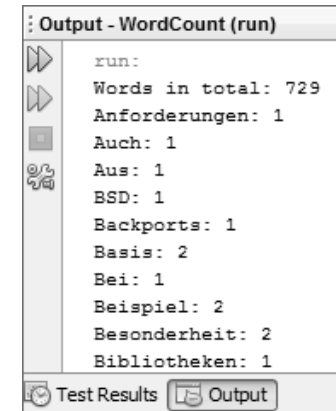 Output - WordCount (run)
run:
Words in total: 729
Anforderungen: 1
Auch: 1
Aus: 1
BSD: 1
Backports: 1
Basis: 2
Bei: 1
Beispiel: 2
Besonderheit: 2
Bibliotheken: 1
Test Results Output